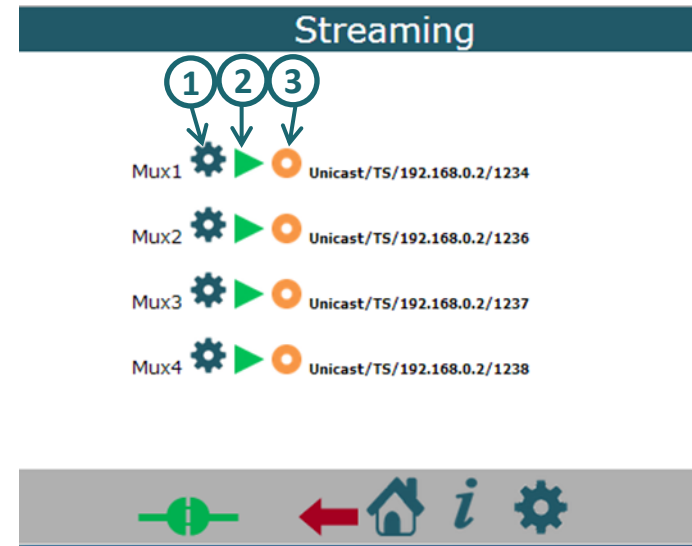 Streaming
1 2 3
Mux1 Unicast/TS/192.168.0.2/1234
Mux2 Unicast/TS/192.168.0.2/1236
Mux3 Unicast/TS/192.168.0.2/1237
Mux4 Unicast/TS/192.168.0.2/1238
i